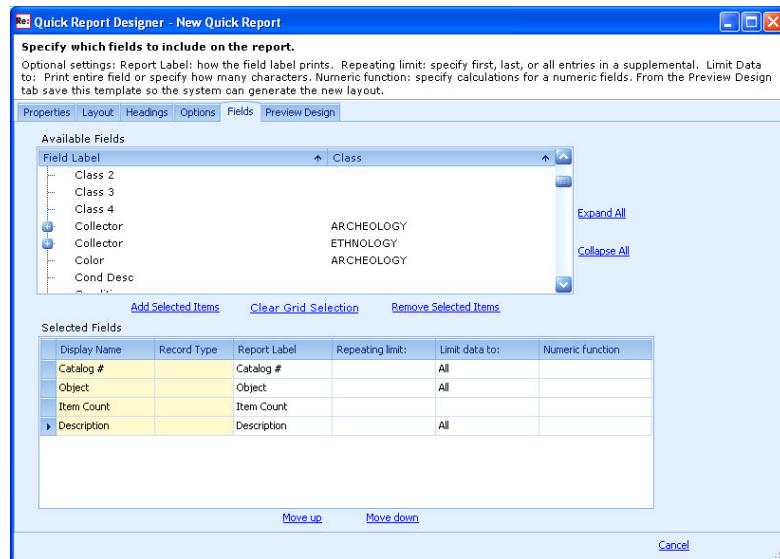 Re: Quick Report Designer - New Quick Report
Specify which fields to include on the report.
Optional settings: Report Label: how the field label prints. Repeating limit: specify first, last, or all entries in a supplemental. Limit Data
to: Print entire field or specify how many characters. Numeric function: specify calculations for a numeric fields. From the Preview Design
tab save this template so the system can generate the new layout.
Properties Layout Headings Options Fields Preview Design
Available Fields
Field Label Class
Class 2
Class 3
Class 4
Collector ARCHEOLOGY
Collector ETHNOLOGY
Color ARCHEOLOGY
Cond Desc
Expand All
Collapse All
Add Selected Items Clear Grid Selection Remove Selected Items
Selected Fields
Display Name Record Type Report Label Repeating limit: Limit data to: Numeric function
Catalog # Catalog # All
Object Object All
Item Count Item Count
Description Description All
Move up Move down
Cancel